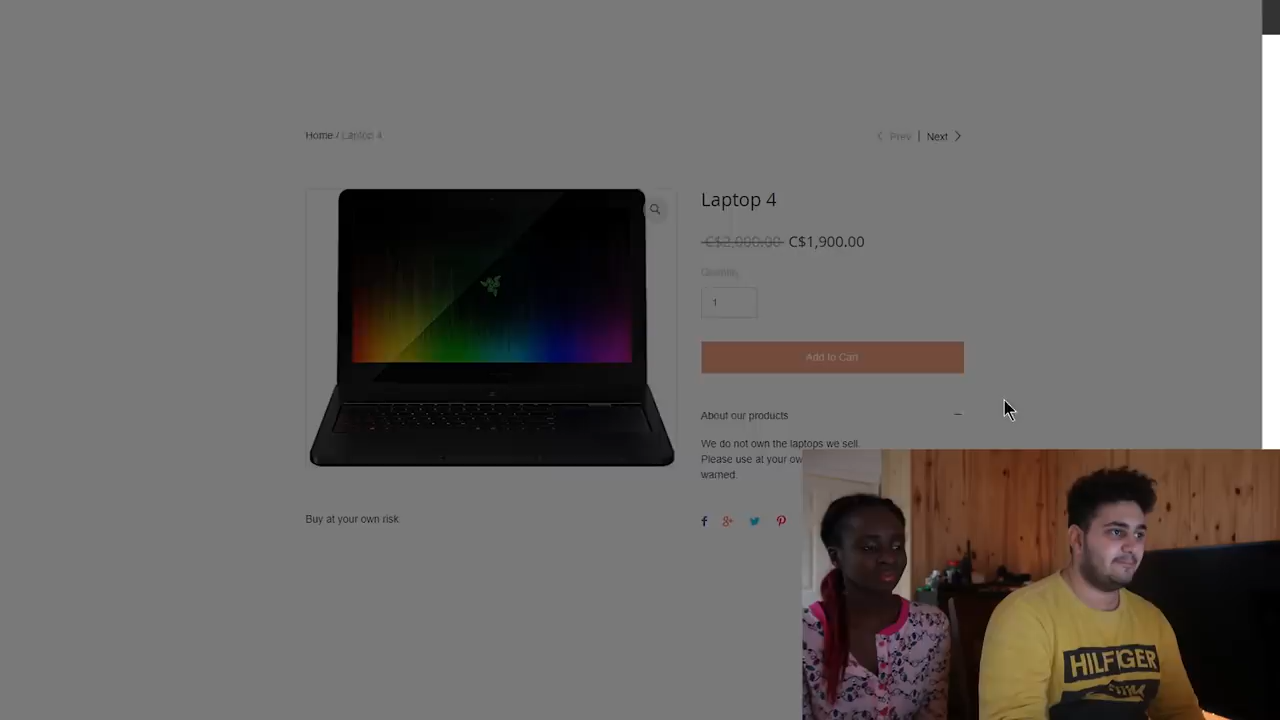 Home / Laptop 4
Prev | Next
Laptop 4
C$2,000.00 C$1,900.00
Quantity
1
Add to Cart
About our products
We do not own the laptops we sell.
Please use at your ow
warned.
Buy at your own risk
HILFIGER